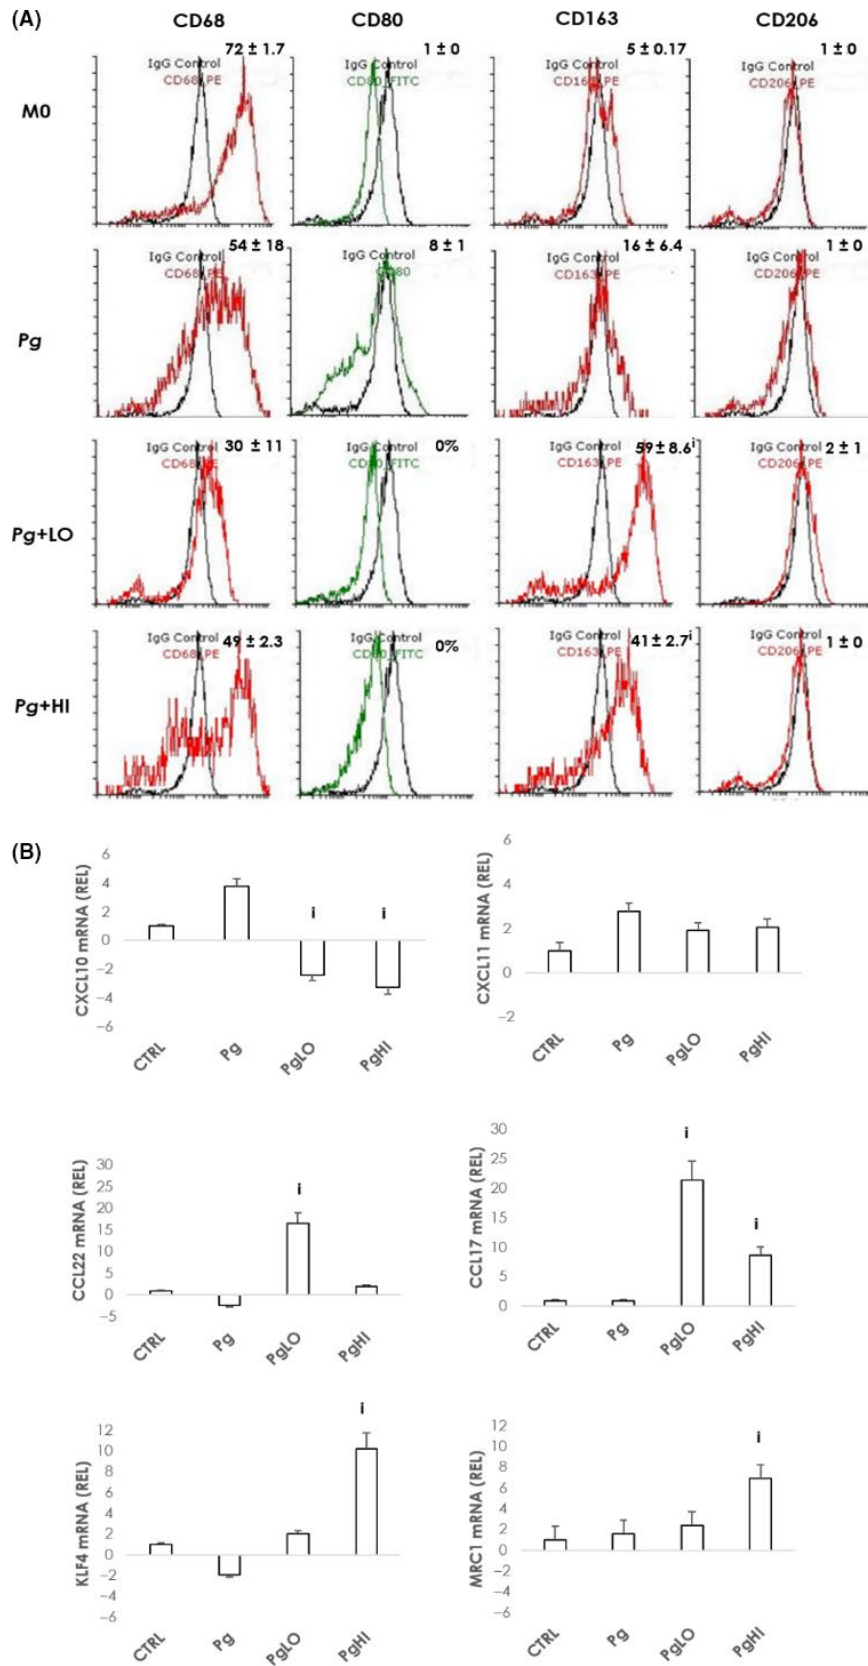 (A)
CD68 CD80 CD163 CD206
M0
72 ± 1.7 1 ± 0 5 ± 0.17 1 ± 0
IgG Control IgG Control IgG Control IgG Control
CD68 PE CD80 FITC CD163 PE CD206 PE
Pg
54 ± 18 8 ± 1 16 ± 6.4 1 ± 0
IgG Control IgG Control IgG Control IgG Control
CD68 PE CD80 CD163 PE CD206 PE
Pg+LO
IgG Control 30 ± 11 IgG Control 0% IgG Control 59± 8.6i IgG Control 2 ± 1
CD68 PE CD80 FITC CD163 PE CD206 PE
Pg+HI
IgG Control 49 ± 2.3 IgG Control 0% IgG Control 41 ± 2.7i IgG Control 1 ± 0
CD68 PE CD80 FITC CD163 PE CD206 PE
(B)
CXCL10 mRNA (REL)
6
4
2
0
−2
−4
−6
i i
CTRL Pg PgLO PgHI
CXCL11 mRNA (REL)
6
4
2
0
−2
CTRL Pg PgLO PgHI
CCL22 mRNA (REL)
30
25
20
15
10
5
0
−5
i
CTRL Pg PgLO PgHI
CCL17 mRNA (REL)
30
25
20
15
10
5
0
i
i
CTRL Pg PgLO PgHI
KLF4 mRNA (REL)
12
10
8
6
4
2
0
−2
−4
−6
i
CTRL Pg PgLO PgHI
MRC1 mRNA (REL)
12
10
8
6
4
2
0
−2
−4
−6
i
CTRL Pg PgLO PgHI